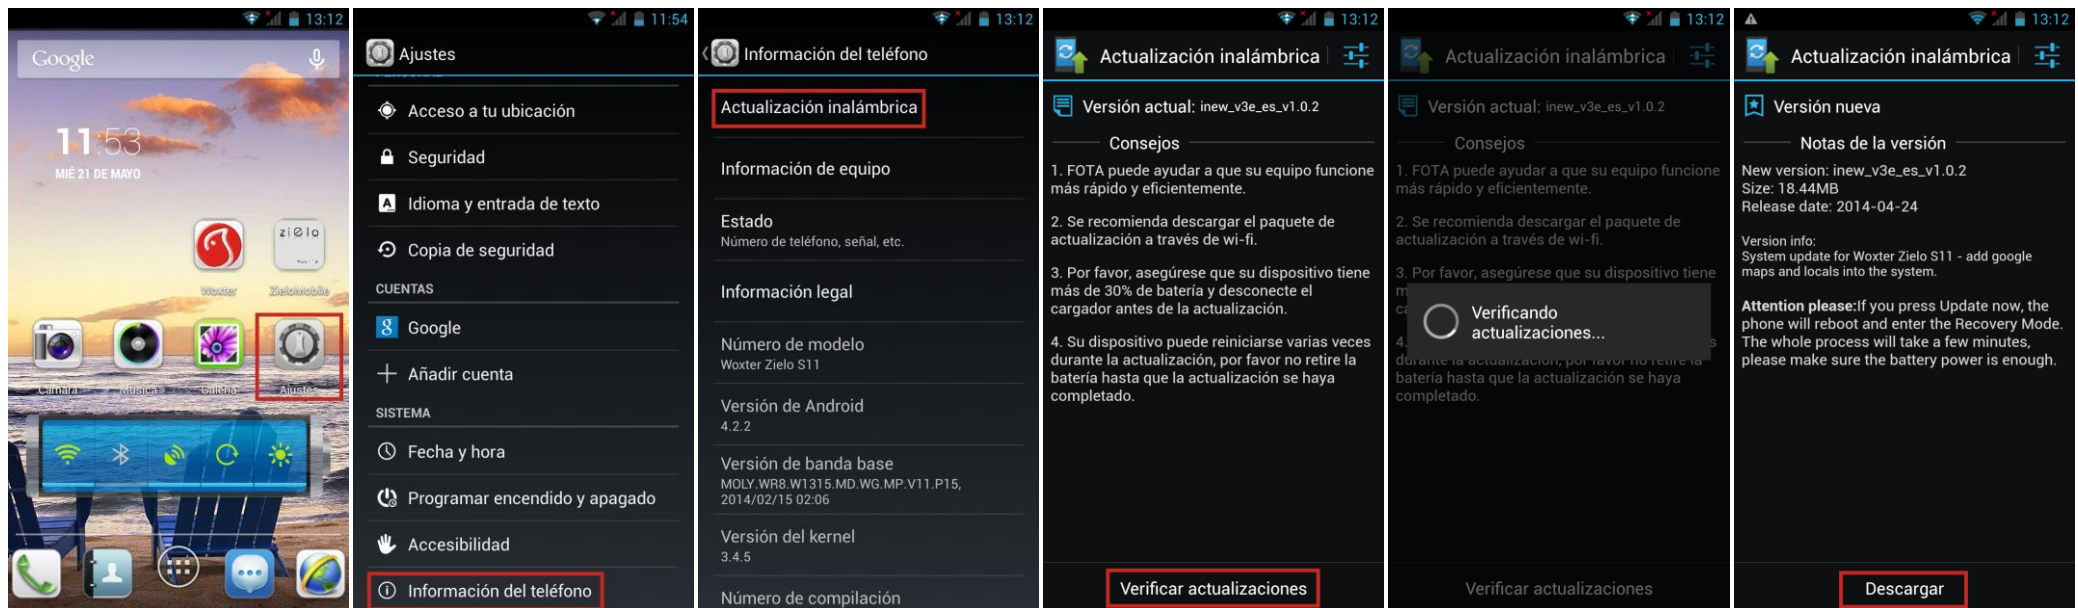 13:12
Google
11:53
MIÉ 21 DE MAYO
zielo
Woxter
ZieloMobile
Cámara
Música
Galería
Ajustes
11:54
Ajustes
PERSONAL
Acceso a tu ubicación
Seguridad
A
Idioma y entrada de texto
Copia de seguridad
CUENTAS
8
Google
Añadir cuenta
SISTEMA
Fecha y hora
Programar encendido y apagado
Accesibilidad
Información del teléfono
13:12
Información del teléfono
Actualización inalámbrica
Información de equipo
Estado
Número de teléfono, señal, etc.
Información legal
Número de modelo
Woxter Zielo S11
Versión de Android
4.2.2
Versión de banda base
MOLY.WR8.W1315.MD.WG.MP.V11.P15,
2014/02/15 02:06
Versión del kernel
3.4.5
Número de compilación
13:12
Actualización inalámbrica
Versión actual: inew_v3e_es_v1.0.2
Consejos
1. FOTA puede ayudar a que su equipo funcione
más rápido y eficientemente.
2. Se recomienda descargar el paquete de
actualización a través de wi-fi.
3. Por favor, asegúrese que su dispositivo tiene
más de 30% de batería y desconecte el
cargador antes de la actualización.
4. Su dispositivo puede reiniciarse varias veces
durante la actualización, por favor no retire la
batería hasta que la actualización se haya
completado.
Verificar actualizaciones
13:12
Actualización inalámbrica
Versión actual: inew_v3e_es_v1.0.2
Consejos
1. FOTA puede ayudar a que su equipo funcione
más rápido y eficientemente.
2. Se recomienda descargar el paquete de
actualización a través de wi-fi.
3. Por favor, asegúrese que su dispositivo tiene
Verificando
actualizaciones...
4.
durante la actualización, por favor no retire la
batería hasta que la actualización se haya
completado.
Verificar actualizaciones
13:12
Actualización inalámbrica
Versión nueva
Notas de la versión
New version: inew_v3e_es_v1.0.2
Size: 18.44MB
Release date: 2014-04-24
Version info:
System update for Woxter Zielo S11 - add google
maps and locals into the system.
Attention please:If you press Update now, the
phone will reboot and enter the Recovery Mode.
The whole process will take a few minutes,
please make sure the battery power is enough.
Descargar